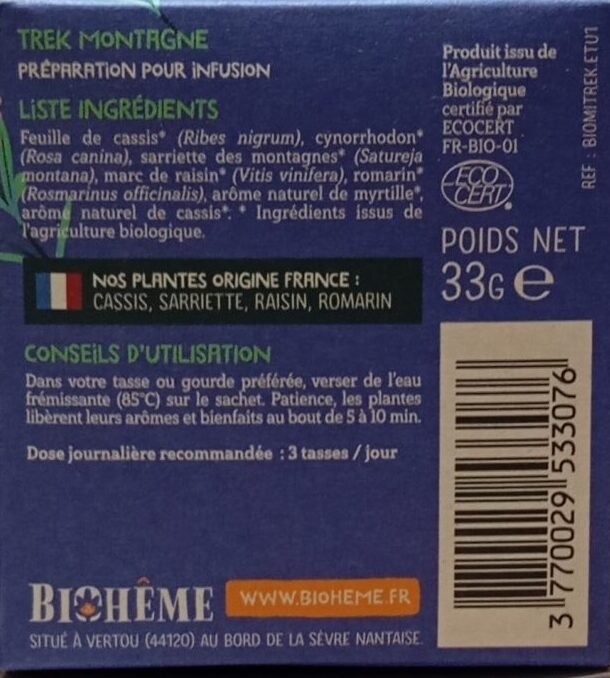 TREK MONTAGNE
PRÉPARATION POUR INFUSION
LISTE INGRÉDIENTS
Feuille de cassis* (Ribes nigrum), cynorrhodon*
(Rosa canina), sarriette des montagnes* (Satureja
montana), marc de raisin* (Vitis vinifera), romarin*
(Rosmarinus officinalis), arôme naturel de myrtille*,
arôme naturel de cassis*. * Ingrédients issus de
l'agriculture biologique.
NOS PLANTES ORIGINE FRANCE :
CASSIS, SARRIETTE, RAISIN, ROMARIN
CONSEILS D'UTILISATION
Dans votre tasse ou gourde préférée, verser de l'eau
frémissante (85°C) sur le sachet. Patience, les plantes
libèrent leurs arômes et bienfaits au bout de 5 à 10 min.
Dose journalière recommandée : 3 tasses / jour
BIOHÊME
WWW.BIOHEME.FR
SITUÉ À VERTOU (44120) AU BORD DE LA SÈVRE NANTAISE.
Produit issu de
l'Agriculture
Biologique
certifié par
ECOCERT
FR-BIO-01
ECO
CERT
POIDS NET
33G e
REF : BIOMITREK.ETU1
3 770029 533076